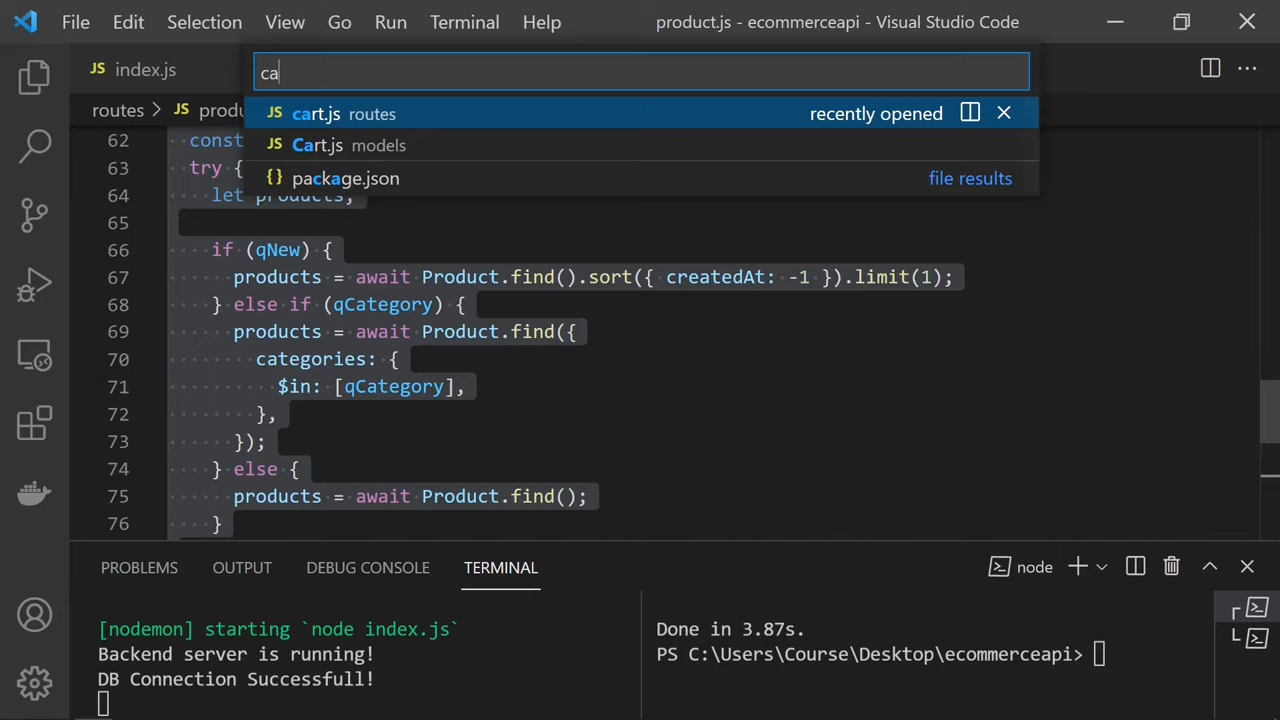 File Edit Selection View Go Run Terminal Help product.js - ecommerceapi - Visual Studio Code
JS index.js
ca
routes > JS produ
JS cart.js routes recently opened
JS Cart.js models
{} package.json file results
62 const
63 try {
64 let products;
65
66 if (qNew) {
67 products = await Product.find().sort({ createdAt: -1 }).limit(1);
68 } else if (qCategory) {
69 products = await Product.find({
70 categories: {
71 $in: [qCategory],
72 },
73 });
74 } else {
75 products = await Product.find();
76 }
PROBLEMS OUTPUT DEBUG CONSOLE TERMINAL node
[nodemon] starting `node index.js`
Backend server is running!
DB Connection Successfull!
Done in 3.87s.
PS C:\Users\Course\Desktop\ecommerceapi>